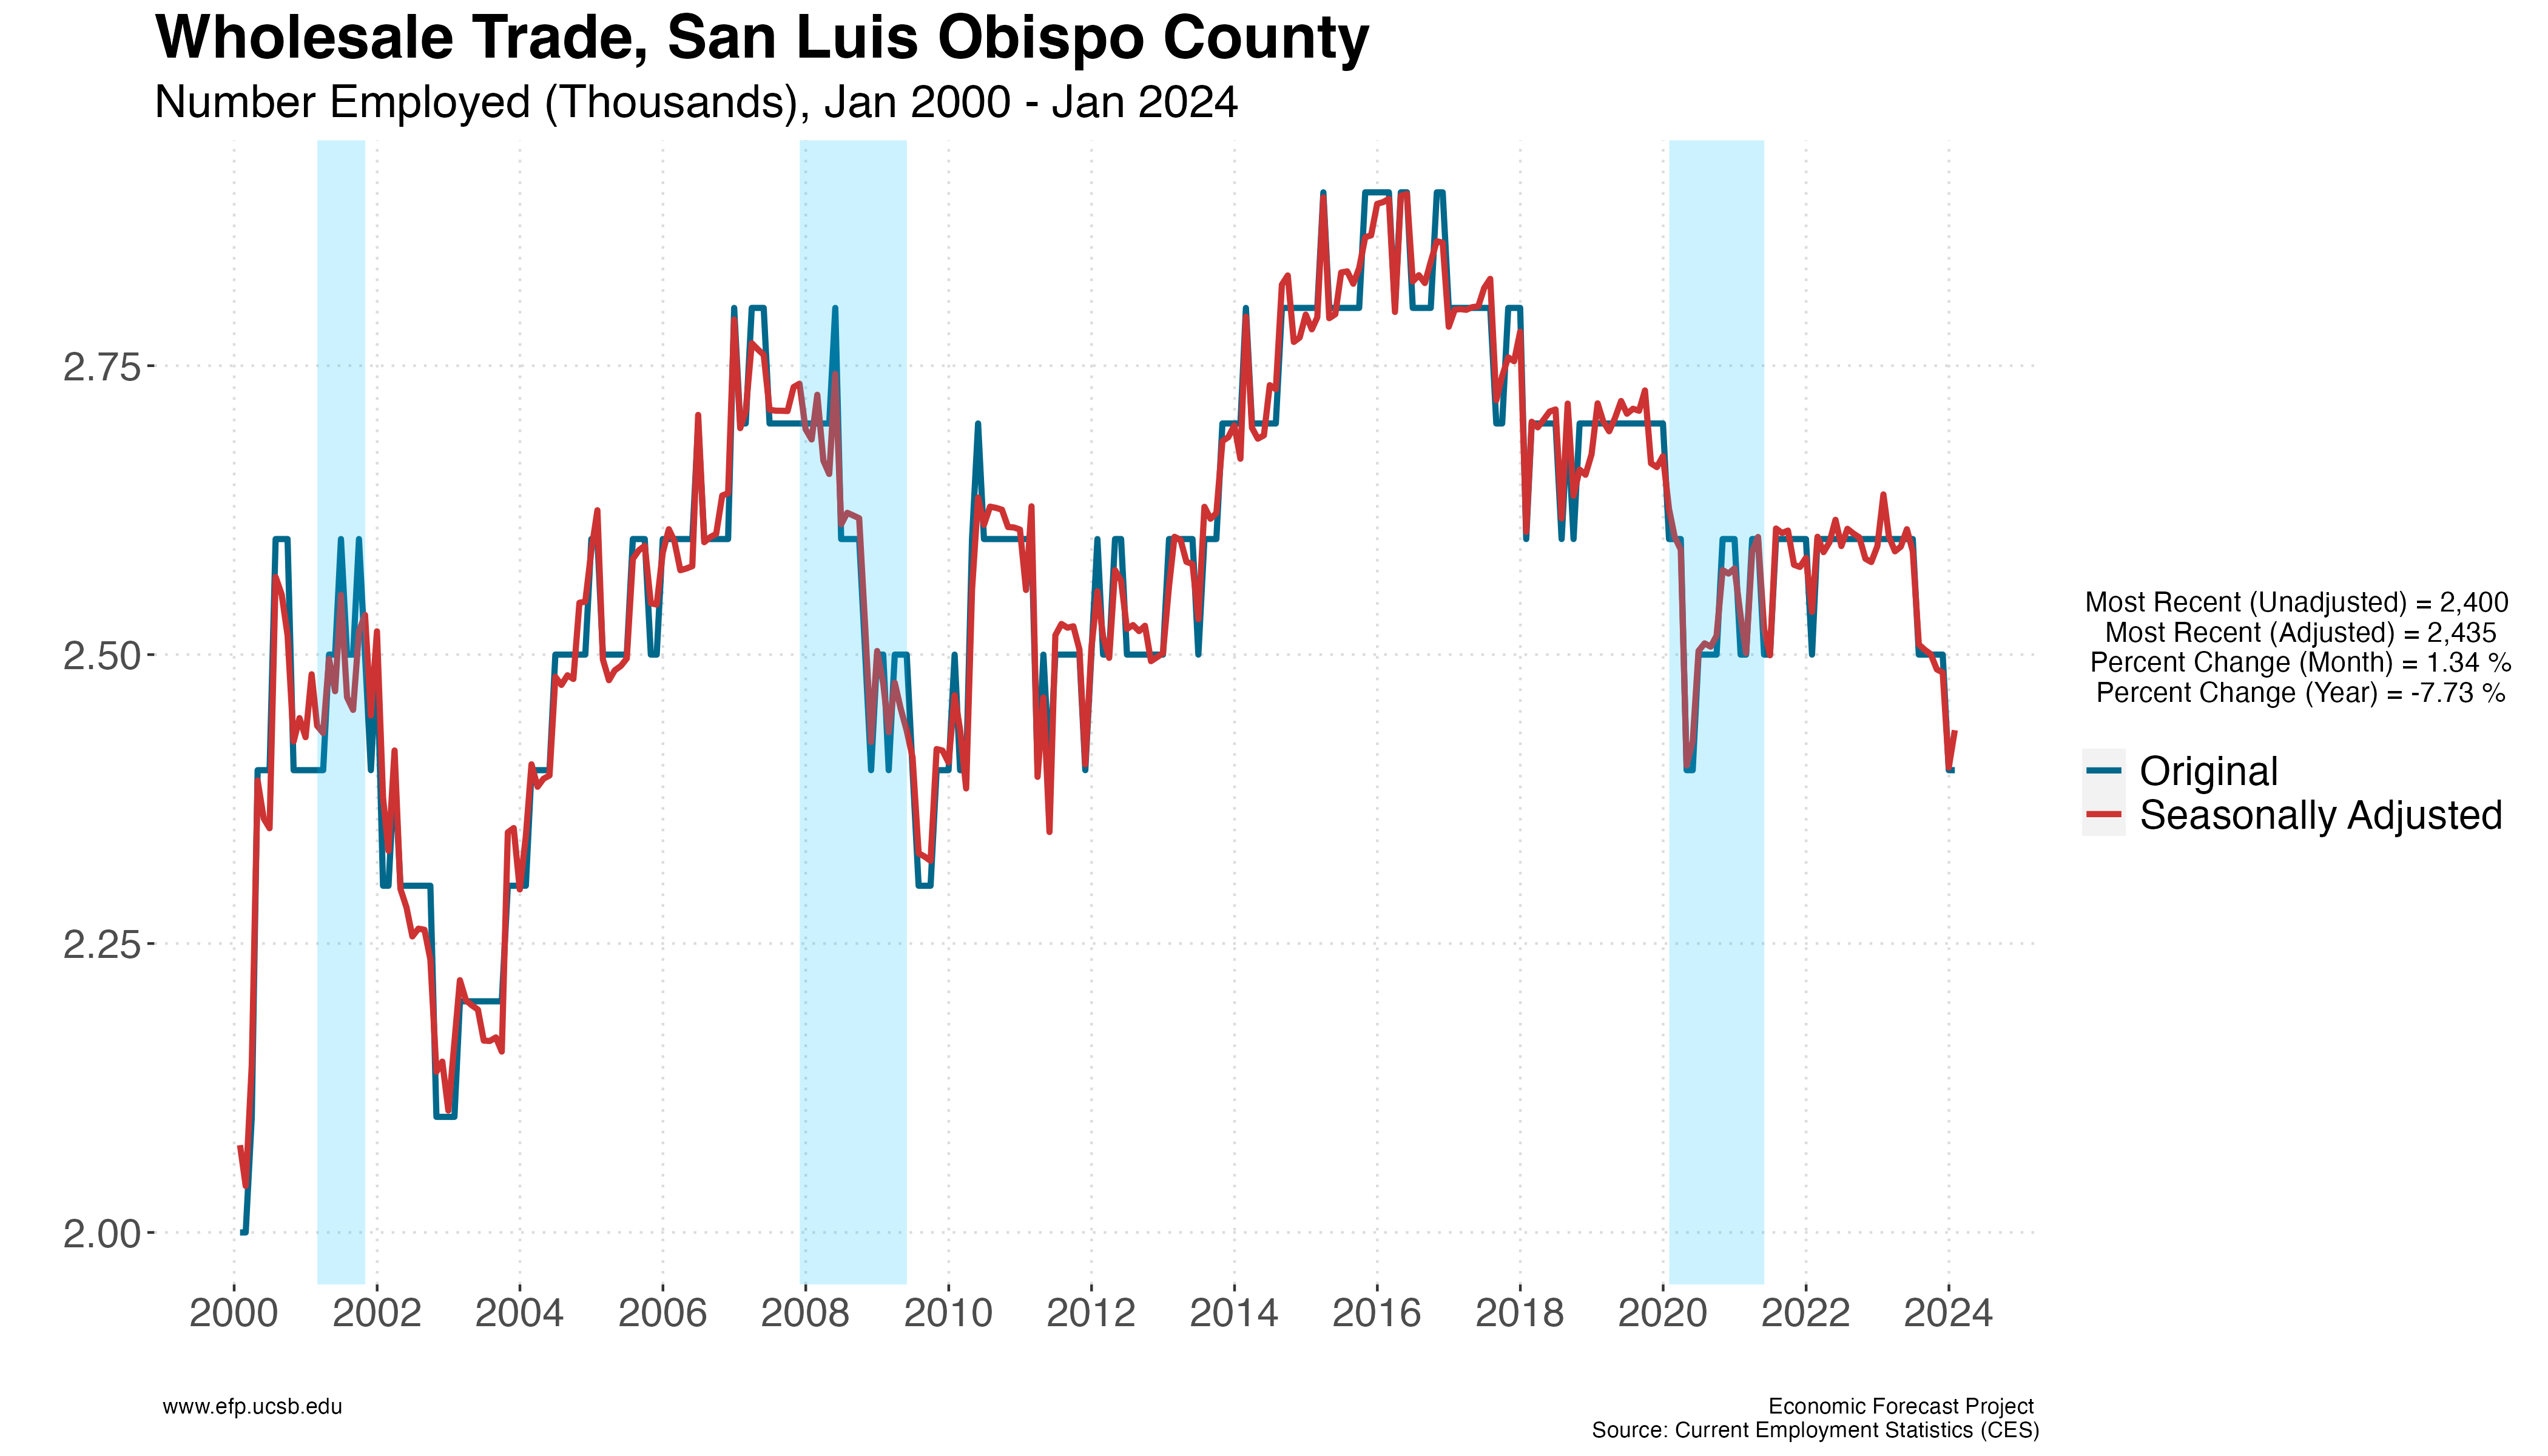 Wholesale Trade, San Luis Obispo County
Number Employed (Thousands), Jan 2000 - Jan 2024
2.75
2.50
2.25
2.00
2000 2002 2004 2006 2008 2010 2012 2014 2016 2018 2020 2022 2024
Most Recent (Unadjusted) = 2,400
Most Recent (Adjusted) = 2,435
Percent Change (Month) = 1.34 %
Percent Change (Year) = -7.73 %
Original
Seasonally Adjusted
www.efp.ucsb.edu
Economic Forecast Project
Source: Current Employment Statistics (CES)